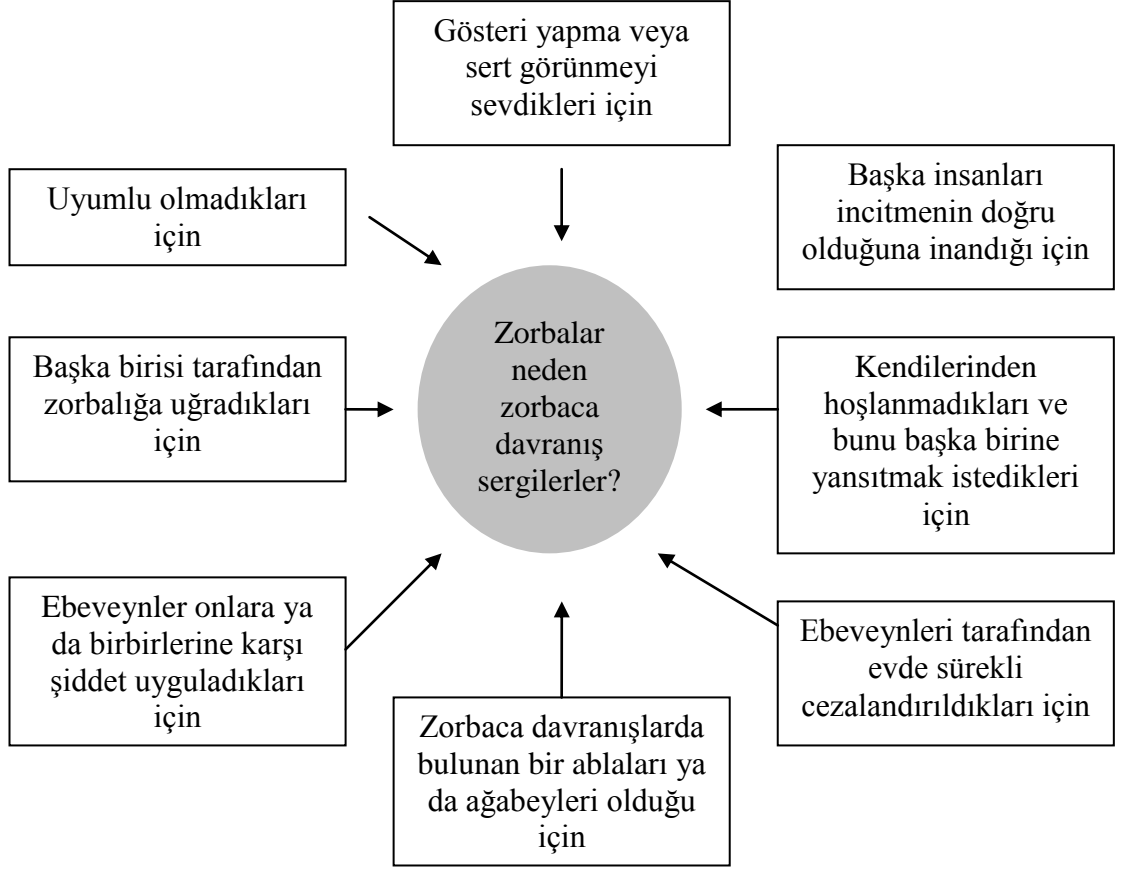 Gösteri yapma veya
sert görünmeyi
sevdikleri için
Uyumlu olmadıkları
için
Başka insanları
incitmenin doğru
olduğuna inandığı için
Zorbalar
neden
zorbaca
davranış
sergilerler?
Başka birisi tarafından
zorbalığa uğradıkları
için
Kendilerinden
hoşlanmadıkları ve
bunu başka birine
yansıtmak istedikleri
için
Ebeveynler onlara ya
da birbirlerine karşı
şiddet uyguladıkları
için
Ebeveynleri tarafından
evde sürekli
cezalandırıldıkları için
Zorbaca davranışlarda
bulunan bir ablaları ya
da ağabeyleri olduğu
için